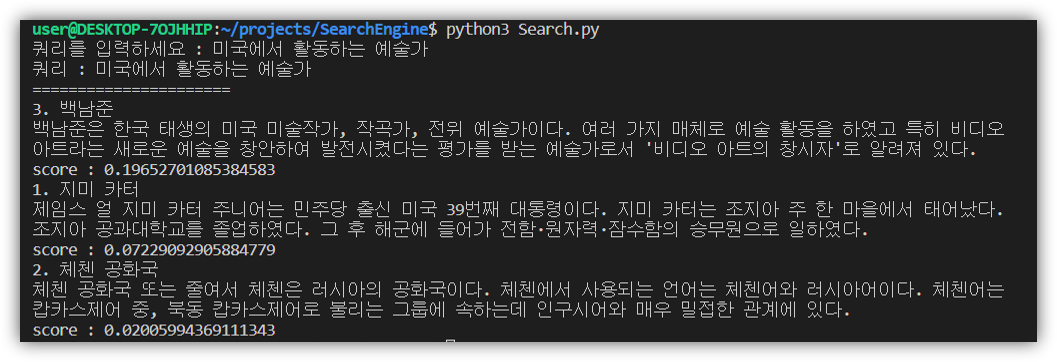 user@DESKTOP-7OJHHIP:~/projects/SearchEngine$ python3 Search.py
쿼리를 입력하세요 : 미국에서 활동하는 예술가
쿼리 : 미국에서 활동하는 예술가
======================
3. 백남준
백남준은 한국 태생의 미국 미술작가, 작곡가, 전위 예술가이다. 여러 가지 매체로 예술 활동을 하였고 특히 비디오
아트라는 새로운 예술을 창안하여 발전시켰다는 평가를 받는 예술가로서 '비디오 아트의 창시자'로 알려져 있다.
score : 0.19652701085384583
1. 지미 카터
제임스 얼 지미 카터 주니어는 민주당 출신 미국 39번째 대통령이다. 지미 카터는 조지아 주 한 마을에서 태어났다.
조지아 공과대학교를 졸업하였다. 그 후 해군에 들어가 전함·원자력·잠수함의 승무원으로 일하였다.
score : 0.07229092905884779
2. 체첸 공화국
체첸 공화국 또는 줄여서 체첸은 러시아의 공화국이다. 체첸에서 사용되는 언어는 체첸어와 러시아어이다. 체첸어는
캅카스제어 중, 북동 캅카스제어로 불리는 그룹에 속하는데 인구시어와 매우 밀접한 관계에 있다.
score : 0.02005994369111343